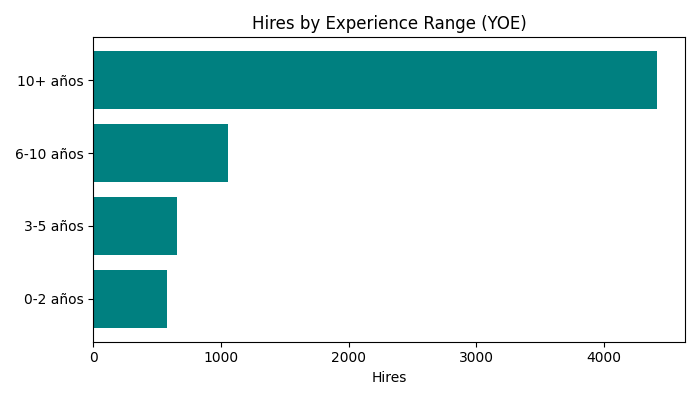 Hires by Experience Range (YOE)
10+ años
6-10 años
3-5 años
0-2 años
0 1000 2000 3000 4000
Hires